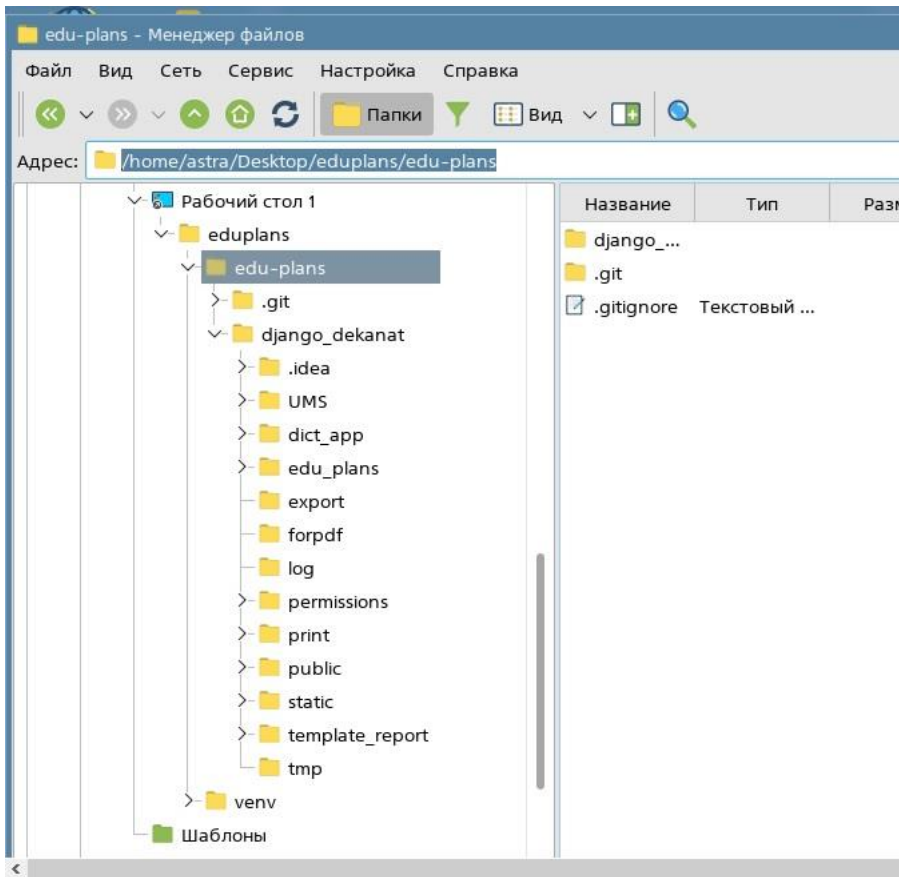 edu-plans - Менеджер файлов
Файл Вид Сеть Сервис Настройка Справка
Папки Вид
Адрес: /home/astra/Desktop/eduplans/edu-plans
Рабочий стол 1
eduplans
edu-plans
.git
django_dekanat
.idea
UMS
dict_app
edu_plans
export
forpdf
log
permissions
print
public
static
template_report
tmp
venv
Шаблоны
Название Тип Разм
django_...
.git
.gitignore Текстовый ...